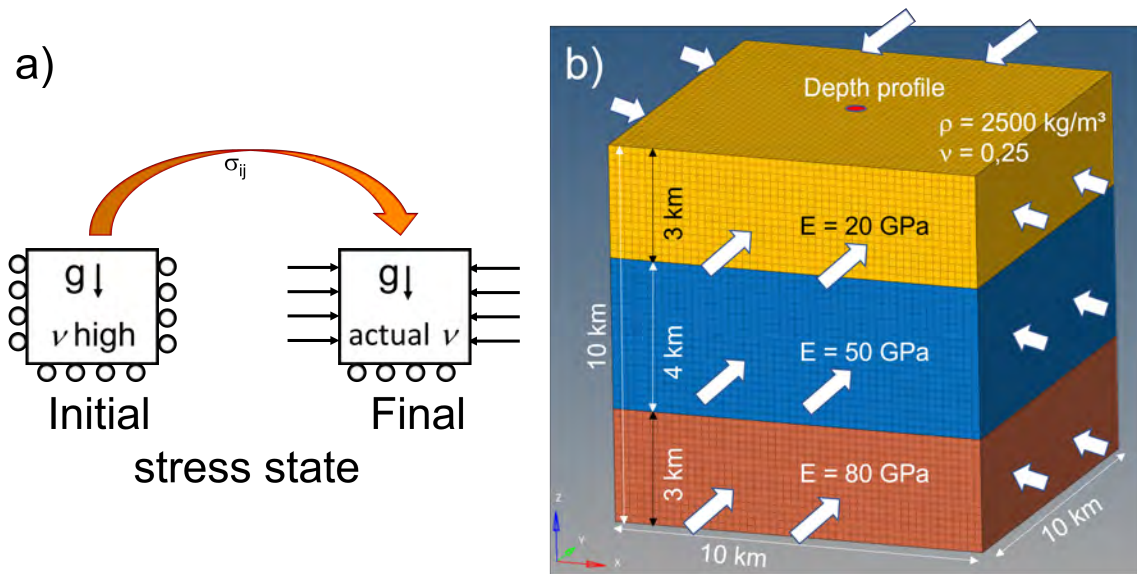 a)
σij
g
ν high
g
actual ν
Initial
Final
stress state
b)
Depth profile
ρ = 2500 kg/m³
ν = 0,25
3 km
E = 20 GPa
10 km
4 km
E = 50 GPa
3 km
E = 80 GPa
10 km
10 km
Z
Y
X